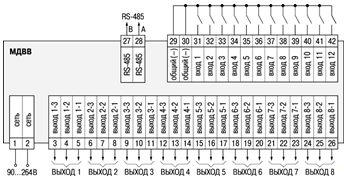 RS-485
B A
27 28 29 30 31 32 33 34 35 36 37 38 39 40 41 42
МДВВ
RS-485
RS-485
общий (–)
общий (–)
вход 1
вход 2
вход 3
вход 4
вход 5
вход 6
вход 7
вход 8
вход 9
вход 10
вход 11
вход 12
сеть
сеть
выход 1-3
выход 1-2
выход 1-1
выход 2-3
выход 2-2
выход 2-1
выход 3-3
выход 3-2
выход 3-1
выход 4-3
выход 4-2
выход 4-1
выход 5-3
выход 5-2
выход 5-1
выход 6-3
выход 6-2
выход 6-1
выход 7-3
выход 7-2
выход 7-1
выход 8-3
выход 8-2
выход 8-1
1 2 3 4 5 6 7 8 9 10 11 12 13 14 15 16 17 18 19 20 21 22 23 24 25 26
90...264В ВЫХОД 1 ВЫХОД 2 ВЫХОД 3 ВЫХОД 4 ВЫХОД 5 ВЫХОД 6 ВЫХОД 7 ВЫХОД 8